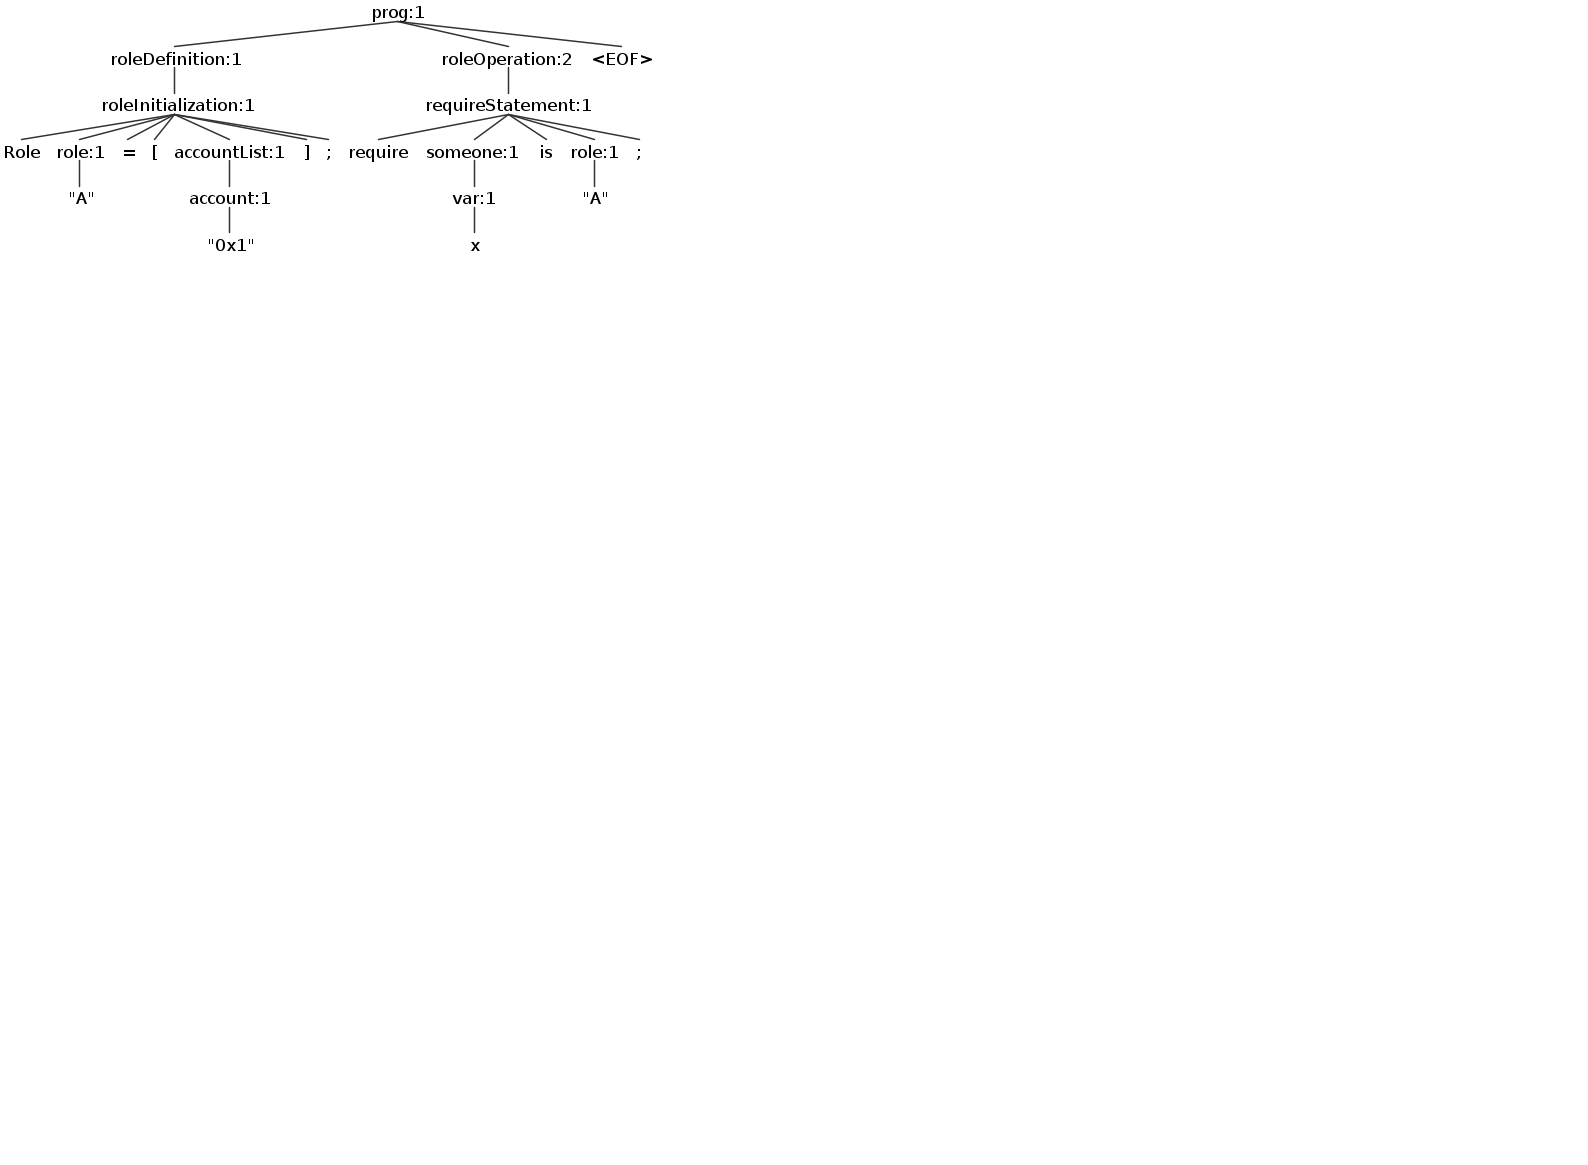 prog:1
roleDefinition:1 roleOperation:2 <EOF>
roleInitialization:1 requireStatement:1
Role role:1 = [ accountList:1 ] ; require someone:1 is role:1 ;
"A" account:1 var:1 "A"
"0x1" x